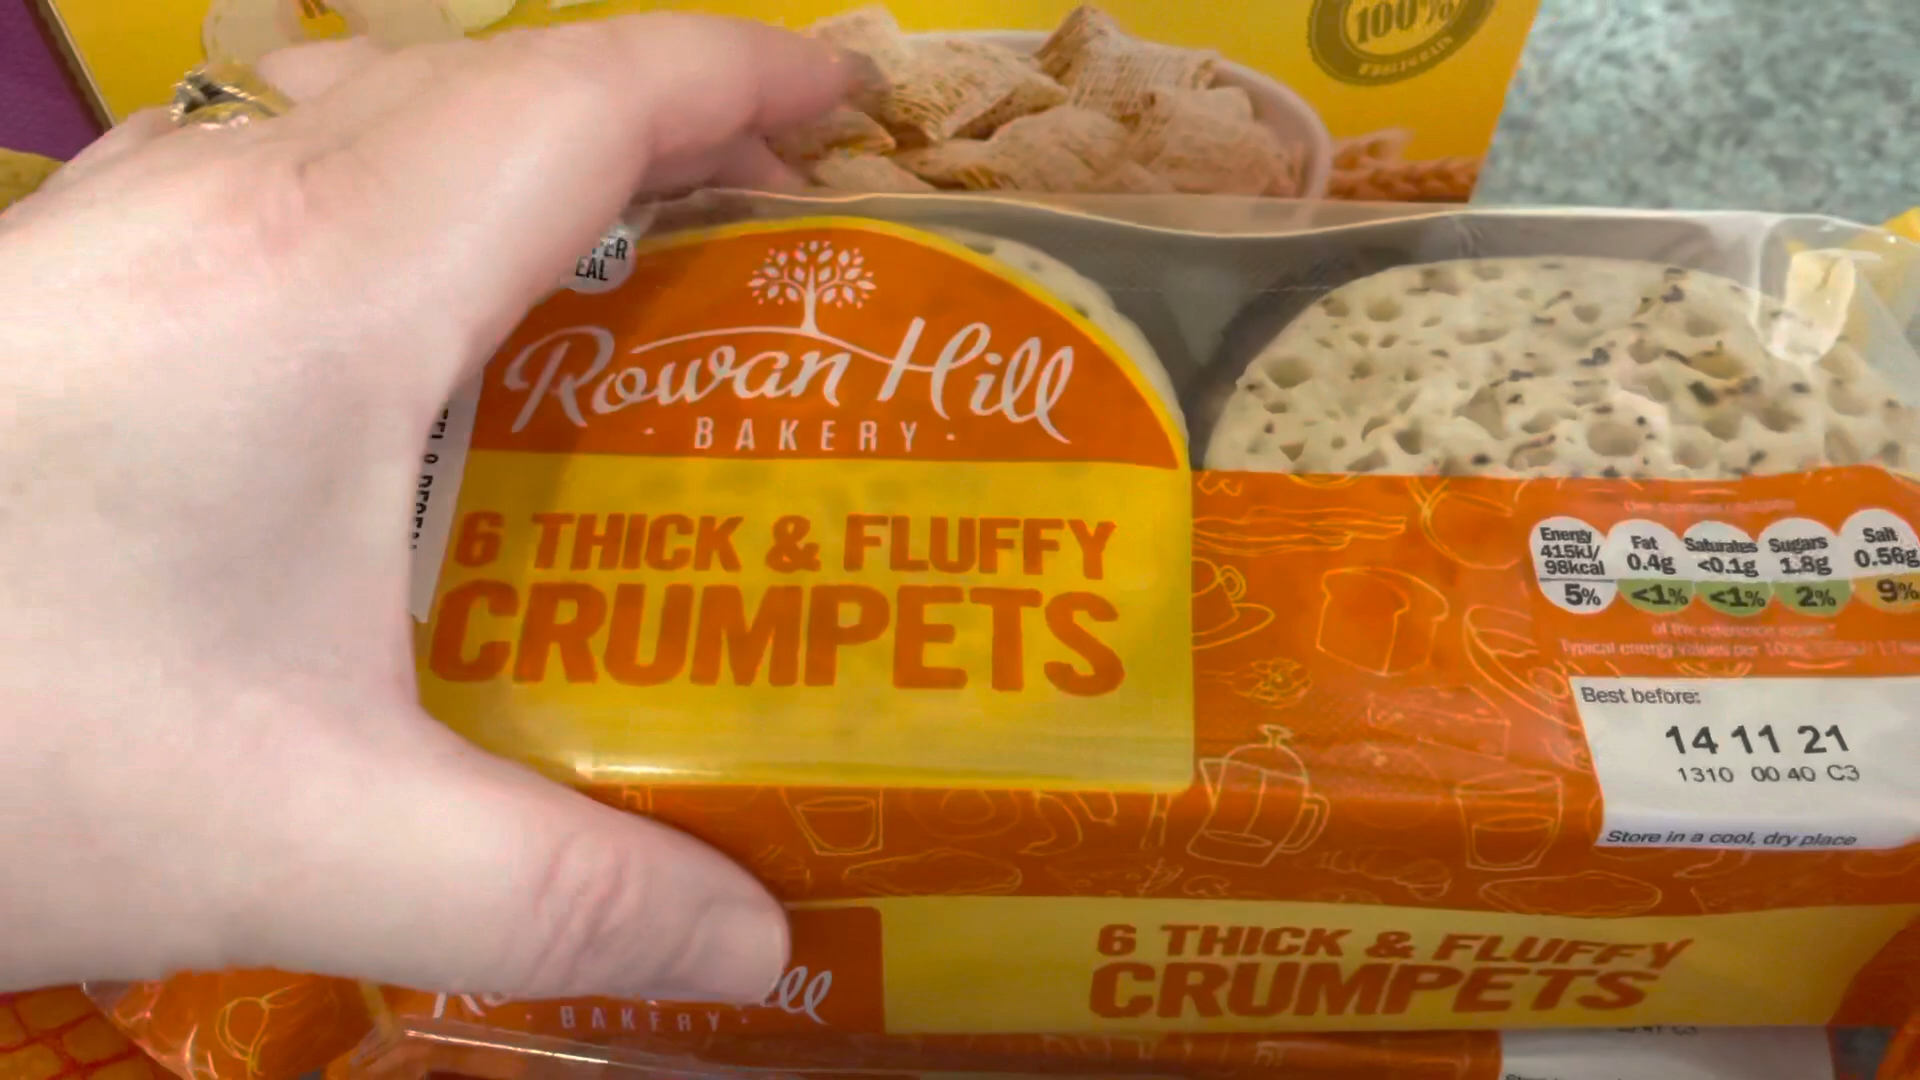 100%
Rowan Hill
· BAKERY ·
6 THICK & FLUFFY
CRUMPETS
Energy
415kJ/
98kcal
5%
Fat
0.4g
<1%
Saturates
<0.1g
<1%
Sugars
1.8g
2%
Salt
0.56g
9%
of the reference intake*
Typical energy values per 100g
Best before:
14 11 21
1310 00 40 C3
Store in a cool, dry place
BAKERY ·
6 THICK & FLUFFY
CRUMPETS